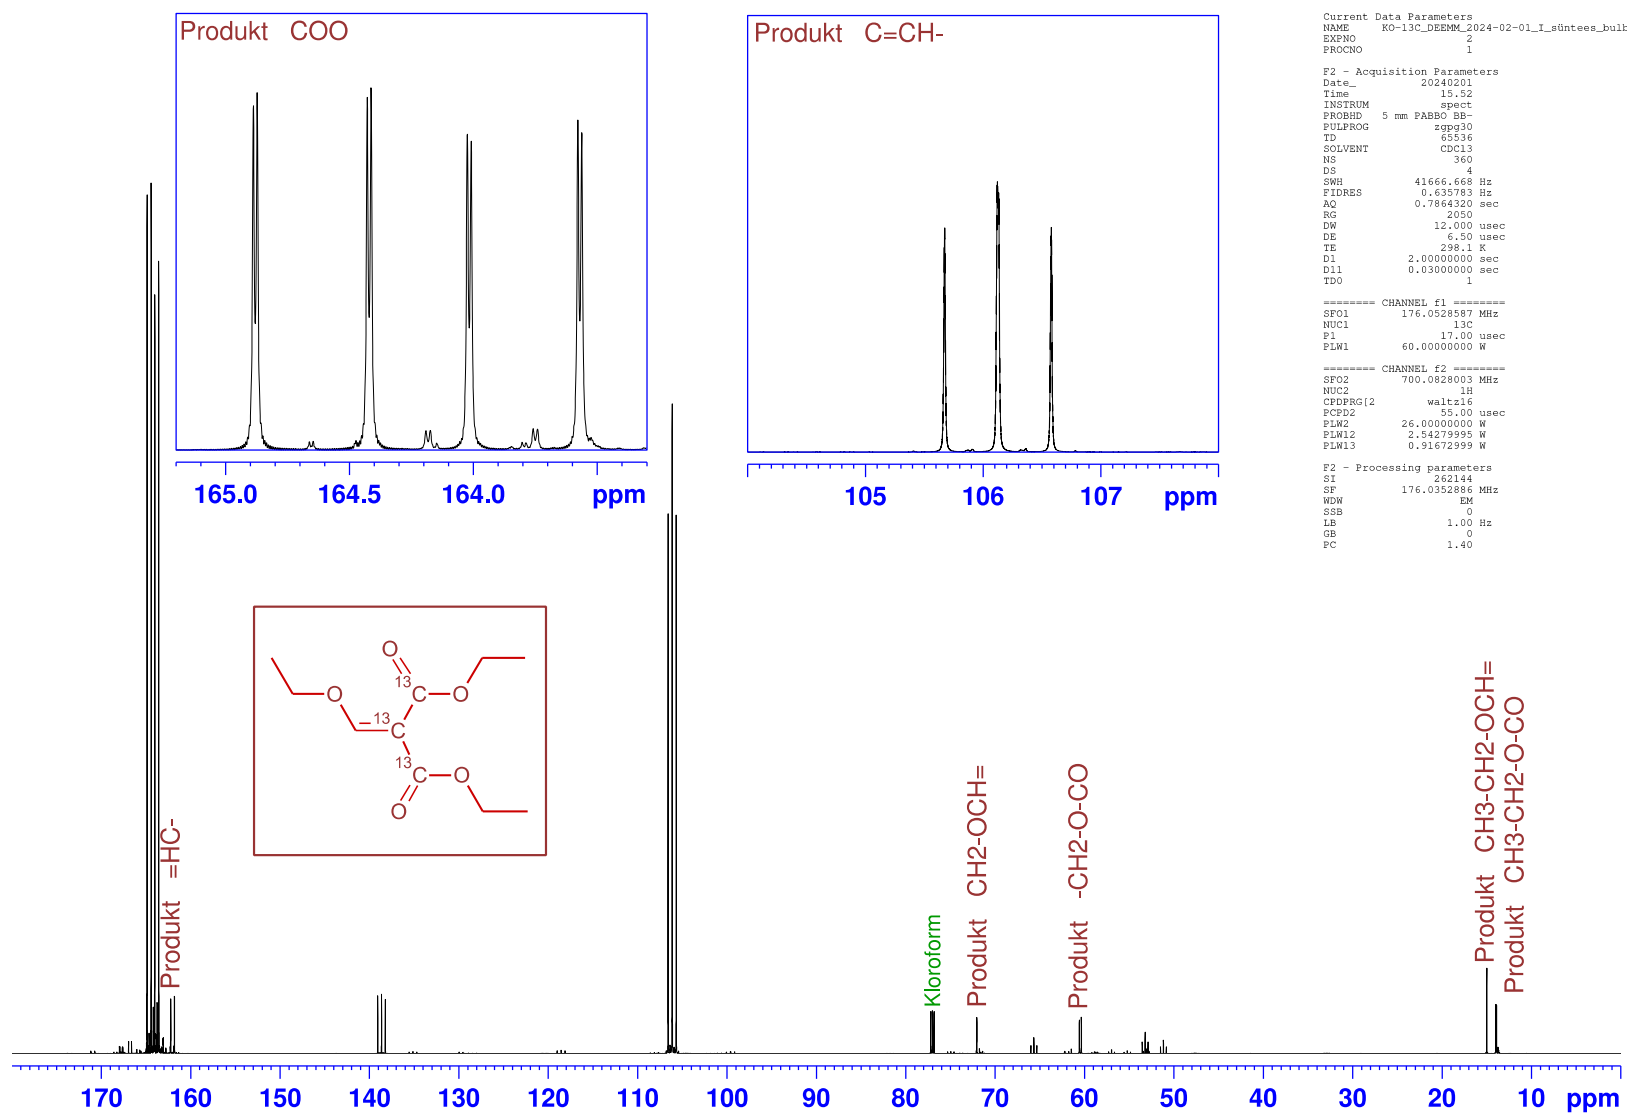 Produkt COO
165.0 164.5 164.0 ppm
Produkt C=CH-
105 106 107 ppm
Current Data Parameters
NAME KO-13C_DEEMM_2024-02-01_I_süntees_bulb
EXPNO 2
PROCNO 1
F2 - Acquisition Parameters
Date_ 20240201
Time 15.52
INSTRUM spect
PROBHD 5 mm PABBO BB-
PULPROG zgpg30
TD 65536
SOLVENT CDCl3
NS 360
DS 4
SWH 41666.668 Hz
FIDRES 0.635783 Hz
AQ 0.7864320 sec
RG 2050
DW 12.000 usec
DE 6.50 usec
TE 298.1 K
D1 2.00000000 sec
D11 0.03000000 sec
TD0 1
======== CHANNEL f1 ========
SFO1 176.0528587 MHz
NUC1 13C
P1 17.00 usec
PLW1 60.00000000 W
======== CHANNEL f2 ========
SFO2 700.0828003 MHz
NUC2 1H
CPDPRG[2 waltz16
PCPD2 55.00 usec
PLW2 26.00000000 W
PLW12 2.54279995 W
PLW13 0.91672999 W
F2 - Processing parameters
SI 262144
SF 176.0352886 MHz
WDW EM
SSB 0
LB 1.00 Hz
GB 0
PC 1.40
O
13
C O
O
13
C
13
C O
O
Produkt =HC-
Kloroform
Produkt CH2-OCH=
Produkt -CH2-O-CO
Produkt CH3-CH2-OCH=
Produkt CH3-CH2-O-CO
170 160 150 140 130 120 110 100 90 80 70 60 50 40 30 20 10 ppm